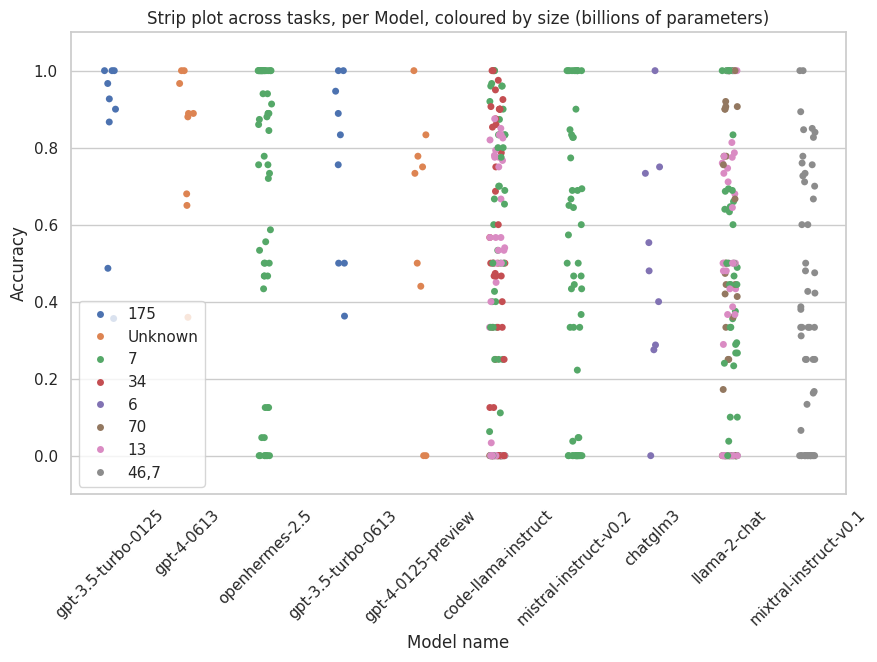 Strip plot across tasks, per Model, coloured by size (billions of parameters)
Accuracy
1.0
0.8
0.6
0.4
0.2
0.0
175
Unknown
7
34
6
70
13
46,7
gpt-3.5-turbo-0125
gpt-4-0613
openhermes-2.5
gpt-3.5-turbo-0613
gpt-4-0125-preview
code-llama-instruct
mistral-instruct-v0.2
chatglm3
llama-2-chat
mixtral-instruct-v0.1
Model name